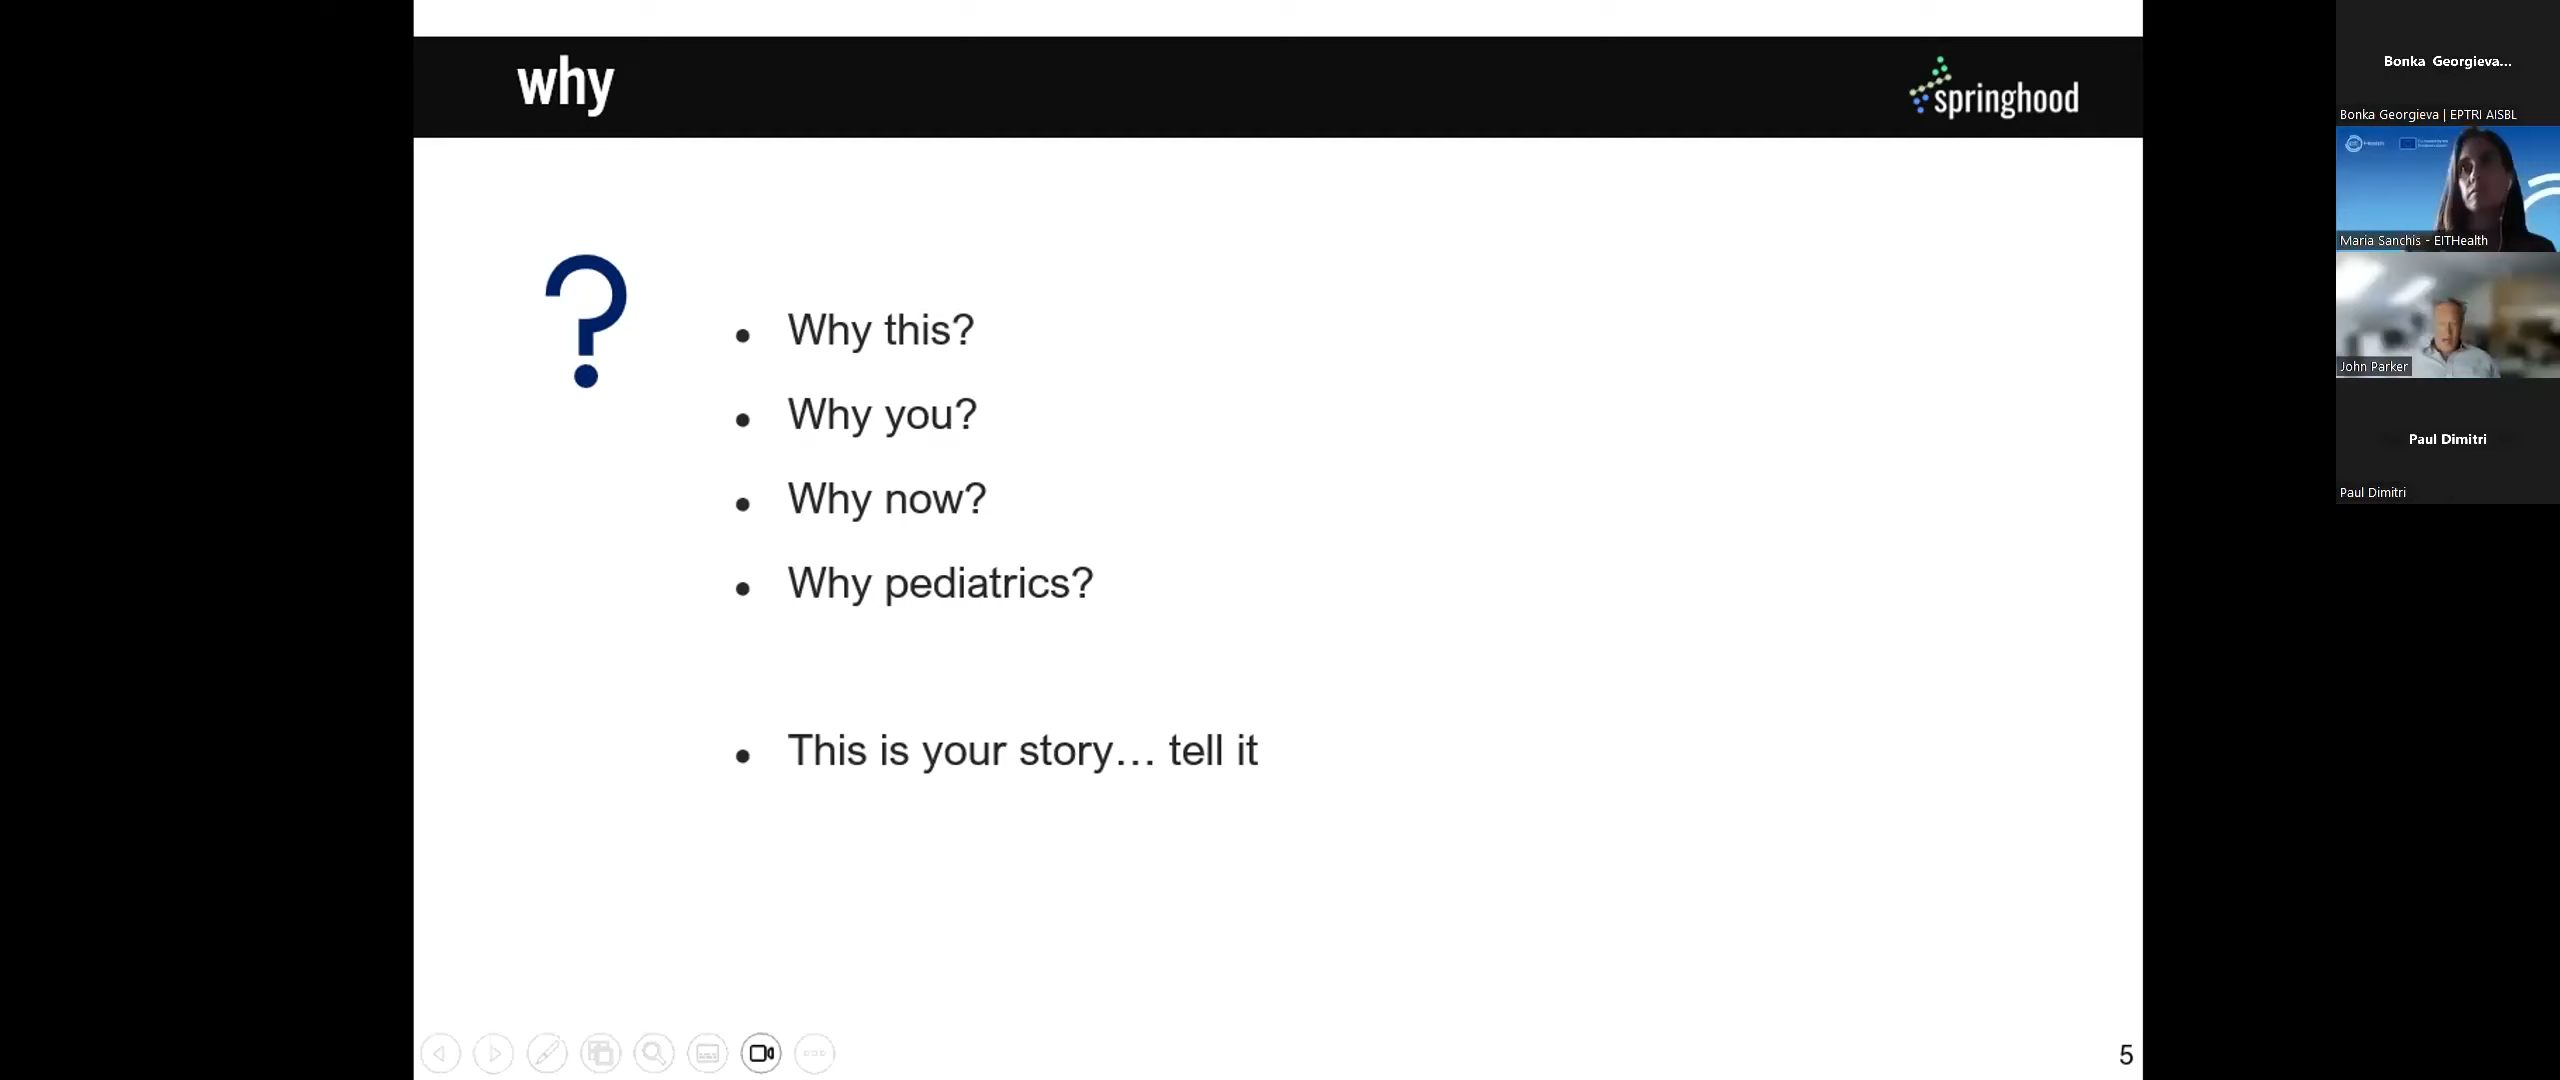 why
springhood
?
Why this?
Why you?
Why now?
Why pediatrics?
This is your story… tell it
5
Bonka Georgieva...
Bonka Georgieva | EPTRI AISBL
Maria Sanchis - EITHealth
John Parker
Paul Dimitri
Paul Dimitri